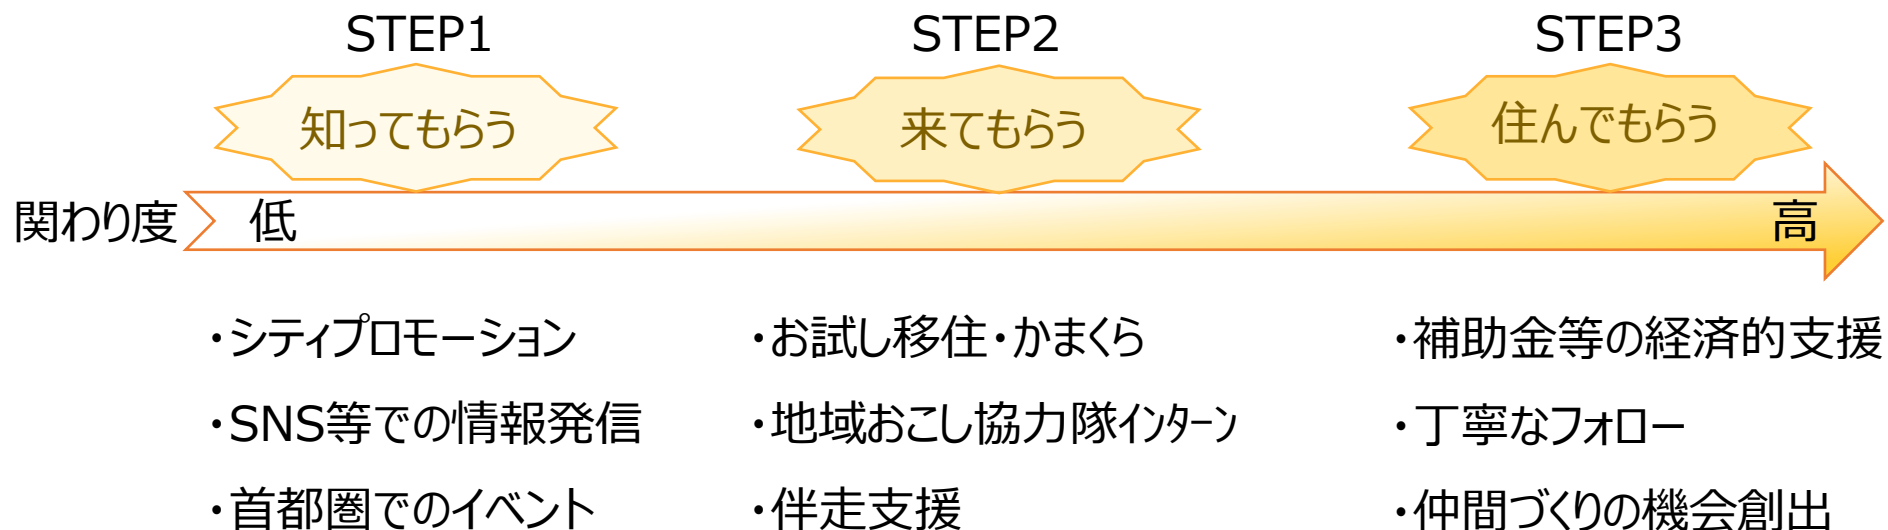 STEP1
STEP2
STEP3
知ってもらう
来てもらう
住んでもらう
関わり度
低
高
・シティプロモーション
・SNS等での情報発信
・首都圏でのイベント
・お試し移住・かまくら
・地域おこし協力隊インターン
・伴走支援
・補助金等の経済的支援
・丁寧なフォロー
・仲間づくりの機会創出